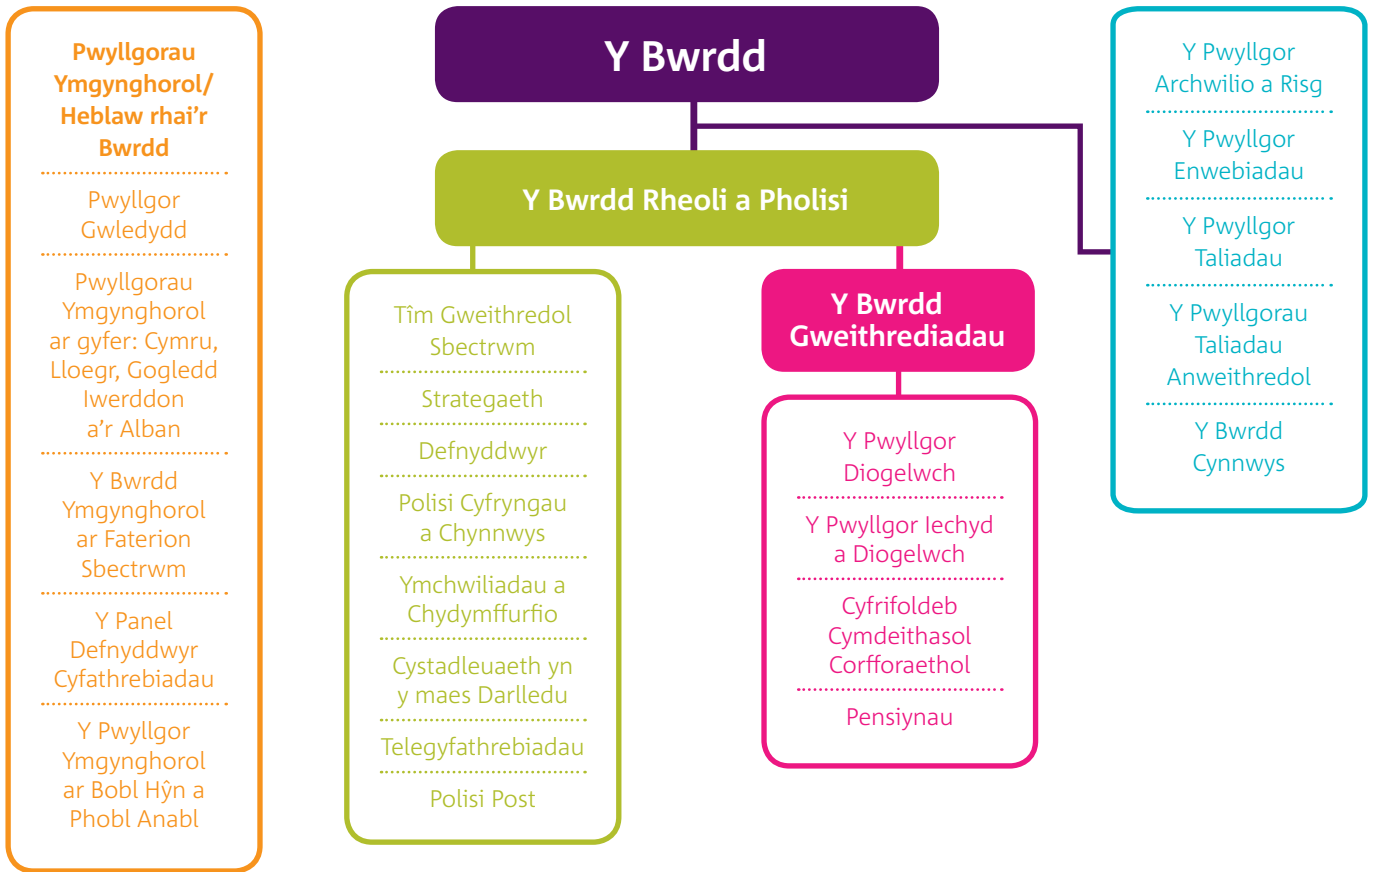 Pwyllgorau
Ymgynghorol/
Heblaw rhai’r
Bwrdd
Pwyllgor
Gwledydd
Pwyllgorau
Ymgynghorol
ar gyfer: Cymru,
Lloegr, Gogledd
Iwerddon
a’r Alban
Y Bwrdd
Ymgynghorol
ar Faterion
Sbectrwm
Y Panel
Defnyddwyr
Cyfathrebiadau
Y Pwyllgor
Ymgynghorol
ar Bobl Hŷn a
Phobl Anabl
Y Bwrdd
Y Bwrdd Rheoli a Pholisi
Tîm Gweithredol
Sbectrwm
Strategaeth
Defnyddwyr
Polisi Cyfryngau
a Chynnwys
Ymchwiliadau a
Chydymffurfio
Cystadleuaeth yn
y maes Darlledu
Telegyfathrebiadau
Polisi Post
Y Bwrdd
Gweithrediadau
Y Pwyllgor
Diogelwch
Y Pwyllgor Iechyd
a Diogelwch
Cyfrifoldeb
Cymdeithasol
Corfforaethol
Pensiynau
Y Pwyllgor
Archwilio a Risg
Y Pwyllgor
Enwebiadau
Y Pwyllgor
Taliadau
Y Pwyllgorau
Taliadau
Anweithredol
Y Bwrdd
Cynnwys